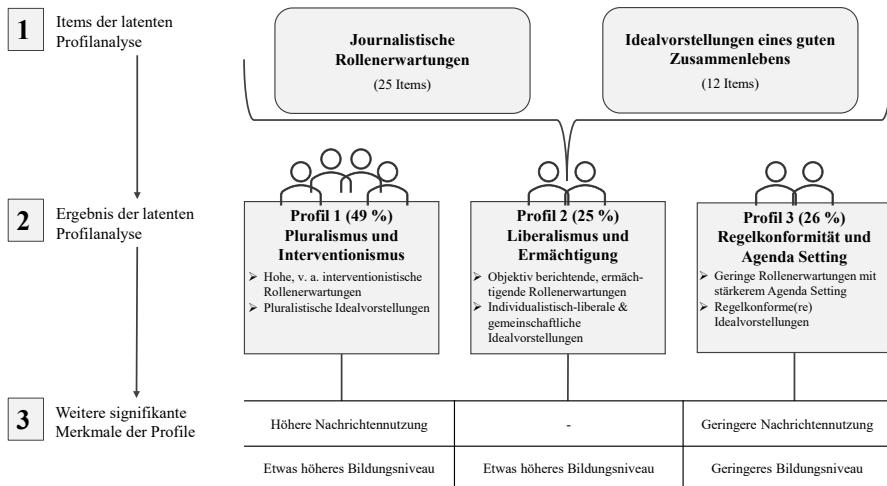 1
Items der latenten
Profilanalyse
Journalistische
Rollenerwartungen
(25 Items)
Idealvorstellungen eines guten
Zusammenlebens
(12 Items)
2
Ergebnis der latenten
Profilanalyse
Profil 1 (49 %)
Pluralismus und
Interventionismus
➢ Hohe, v. a. interventionistische
Rollenerwartungen
➢ Pluralistische Idealvorstellungen
Profil 2 (25 %)
Liberalismus und
Ermächtigung
➢ Objektiv berichtende, ermäch-
tigende Rollenerwartungen
➢ Individualistisch-liberale &
gemeinschaftliche
Idealvorstellungen
Profil 3 (26 %)
Regelkonformität und
Agenda Setting
➢ Geringe Rollenerwartungen mit
stärkerem Agenda Setting
➢ Regelkonforme(re)
Idealvorstellungen
3
Weitere signifikante
Merkmale der Profile
Höhere Nachrichtennutzung
-
Geringere Nachrichtennutzung
Etwas höheres Bildungsniveau
Etwas höheres Bildungsniveau
Geringeres Bildungsniveau